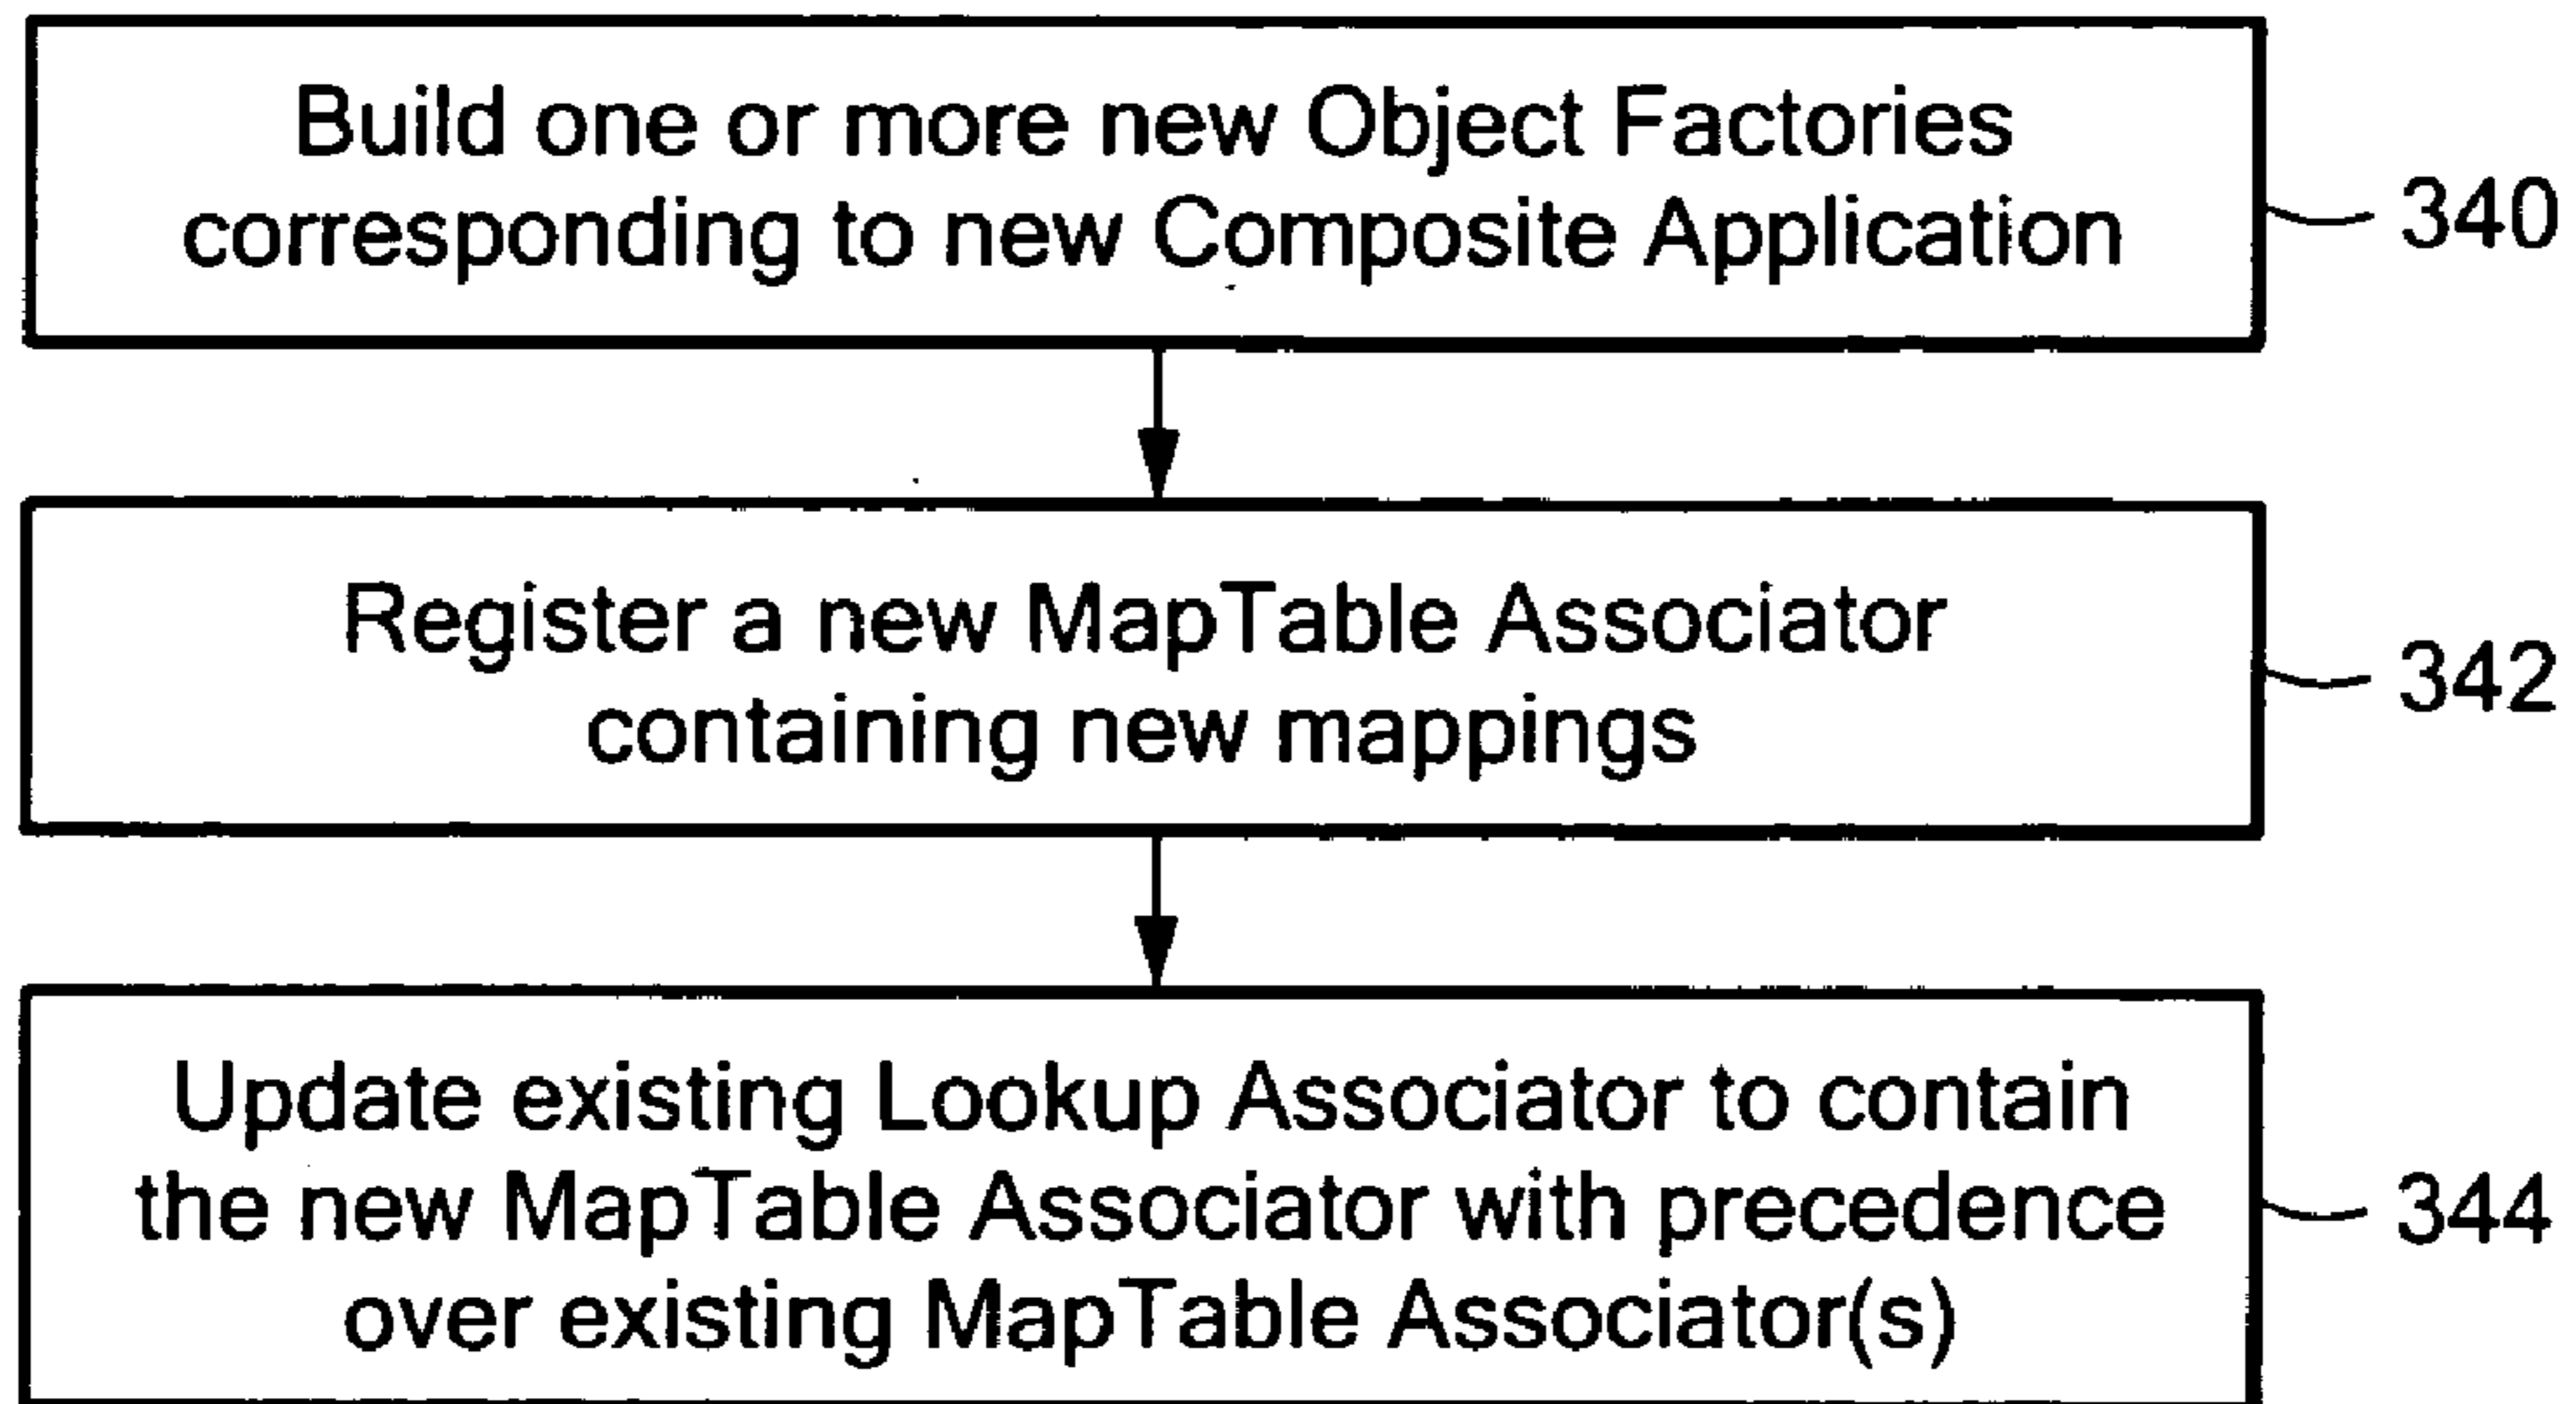 Build one or more new Object Factories
corresponding to new Composite Application
340
Register a new MapTable Associator
containing new mappings
342
Update existing Lookup Associator to contain
the new MapTable Associator with precedence
over existing MapTable Associator(s)
344